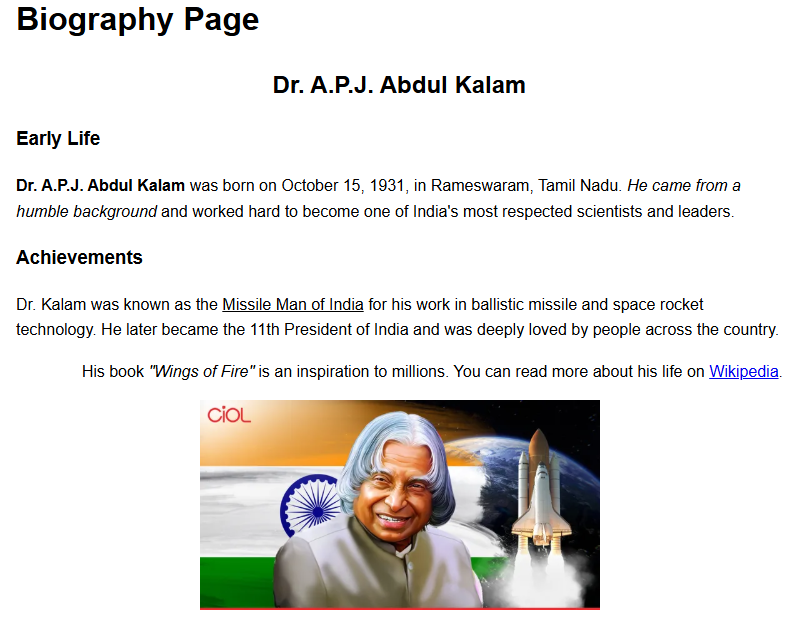 Biography Page
Dr. A.P.J. Abdul Kalam
Early Life
Dr. A.P.J. Abdul Kalam was born on October 15, 1931, in Rameswaram, Tamil Nadu. He came from a
humble background and worked hard to become one of India's most respected scientists and leaders.
Achievements
Dr. Kalam was known as the Missile Man of India for his work in ballistic missile and space rocket
technology. He later became the 11th President of India and was deeply loved by people across the country.
His book "Wings of Fire" is an inspiration to millions. You can read more about his life on Wikipedia.
CiOL